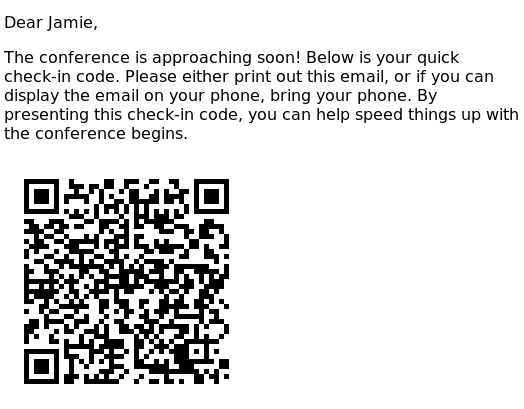 Dear Jamie,
The conference is approaching soon! Below is your quick
check-in code. Please either print out this email, or if you can
display the email on your phone, bring your phone. By
presenting this check-in code, you can help speed things up with
the conference begins.